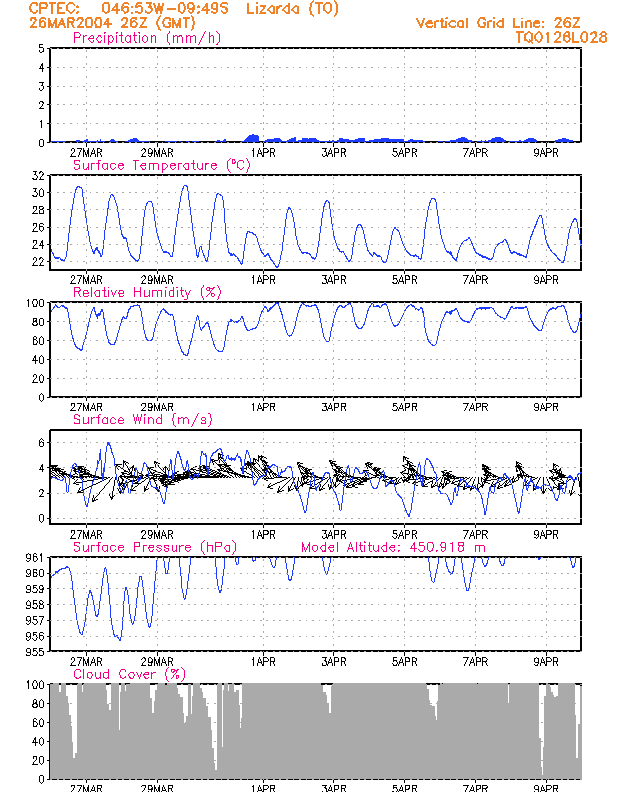 CPTEC: 046:53W-09:49S Lizarda (TO)
26MAR2004 26Z (GMT) Vertical Grid Line: 26Z
Precipitation (mm/h) TQ0126L028
5
4
3
2
1
0
27MAR 29MAR 1APR 3APR 5APR 7APR 9APR
Surface Temperature (°C)
32
30
28
26
24
22
27MAR 29MAR 1APR 3APR 5APR 7APR 9APR
Relative Humidity (%)
100
80
60
40
20
0
27MAR 29MAR 1APR 3APR 5APR 7APR 9APR
Surface Wind (m/s)
6
4
2
0
27MAR 29MAR 1APR 3APR 5APR 7APR 9APR
Surface Pressure (hPa) Model Altitude: 450.918 m
961
960
959
958
957
956
955
27MAR 29MAR 1APR 3APR 5APR 7APR 9APR
Cloud Cover (%)
100
80
60
40
20
0
27MAR 29MAR 1APR 3APR 5APR 7APR 9APR